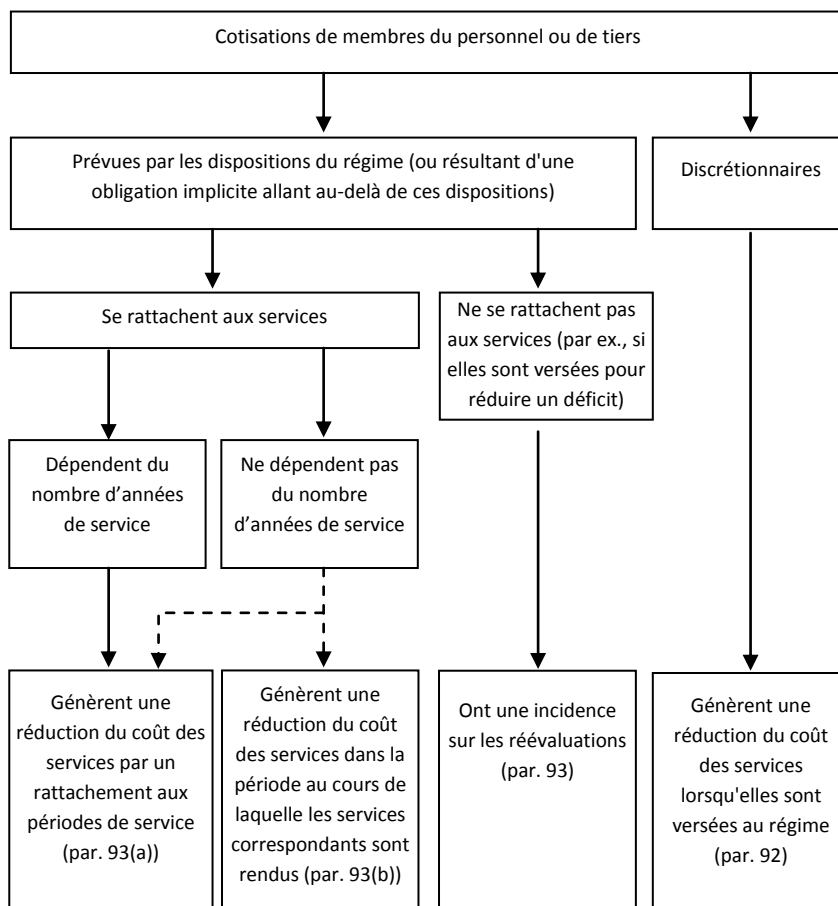 Cotisations de membres du personnel ou de tiers
Prévues par les dispositions du régime (ou résultant d'une
obligation implicite allant au-delà de ces dispositions)
Discrétionnaires
Se rattachent aux services
Ne se rattachent pas
aux services (par ex., si
elles sont versées pour
réduire un déficit)
Dépendent du
nombre d’années
de service
Ne dépendent pas
du nombre
d’années de service
Génèrent une
réduction du coût des
services par un
rattachement aux
périodes de service
(par. 93(a))
Génèrent une
réduction du coût
des services dans la
période au cours de
laquelle les services
correspondants sont
rendus (par. 93(b))
Ont une incidence
sur les réévaluations
(par. 93)
Génèrent une
réduction du coût
des services
lorsqu'elles sont
versées au régime
(par. 92)